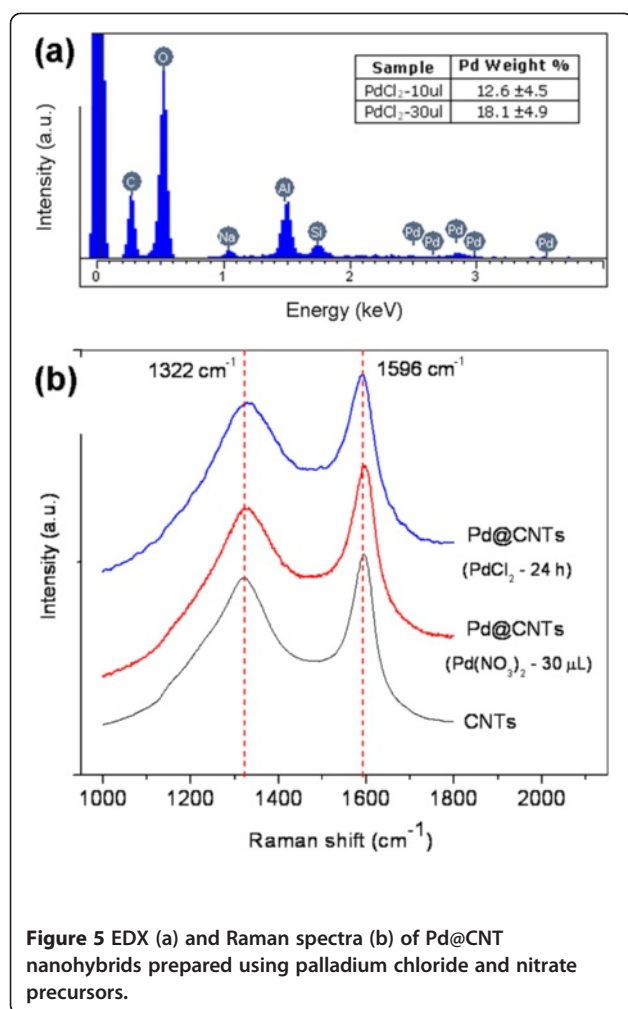 (a)
O
C
Na
Al
Si
Pd
Pd
Pd
Pd
Pd
Sample Pd Weight %
PdCl₂-10ul 12.6 ±4.5
PdCl₂-30ul 18.1 ±4.9
Intensity (a.u.)
0 1 2 3
Energy (keV)
(b)
1322 cm⁻¹ 1596 cm⁻¹
Intensity (a.u.)
Pd@CNTs
(PdCl₂ - 24 h)
Pd@CNTs
(Pd(NO₃)₂ - 30 µL)
CNTs
1000 1200 1400 1600 1800 2000
Raman shift (cm⁻¹)
Figure 5 EDX (a) and Raman spectra (b) of Pd@CNT
nanohybrids prepared using palladium chloride and nitrate
precursors.